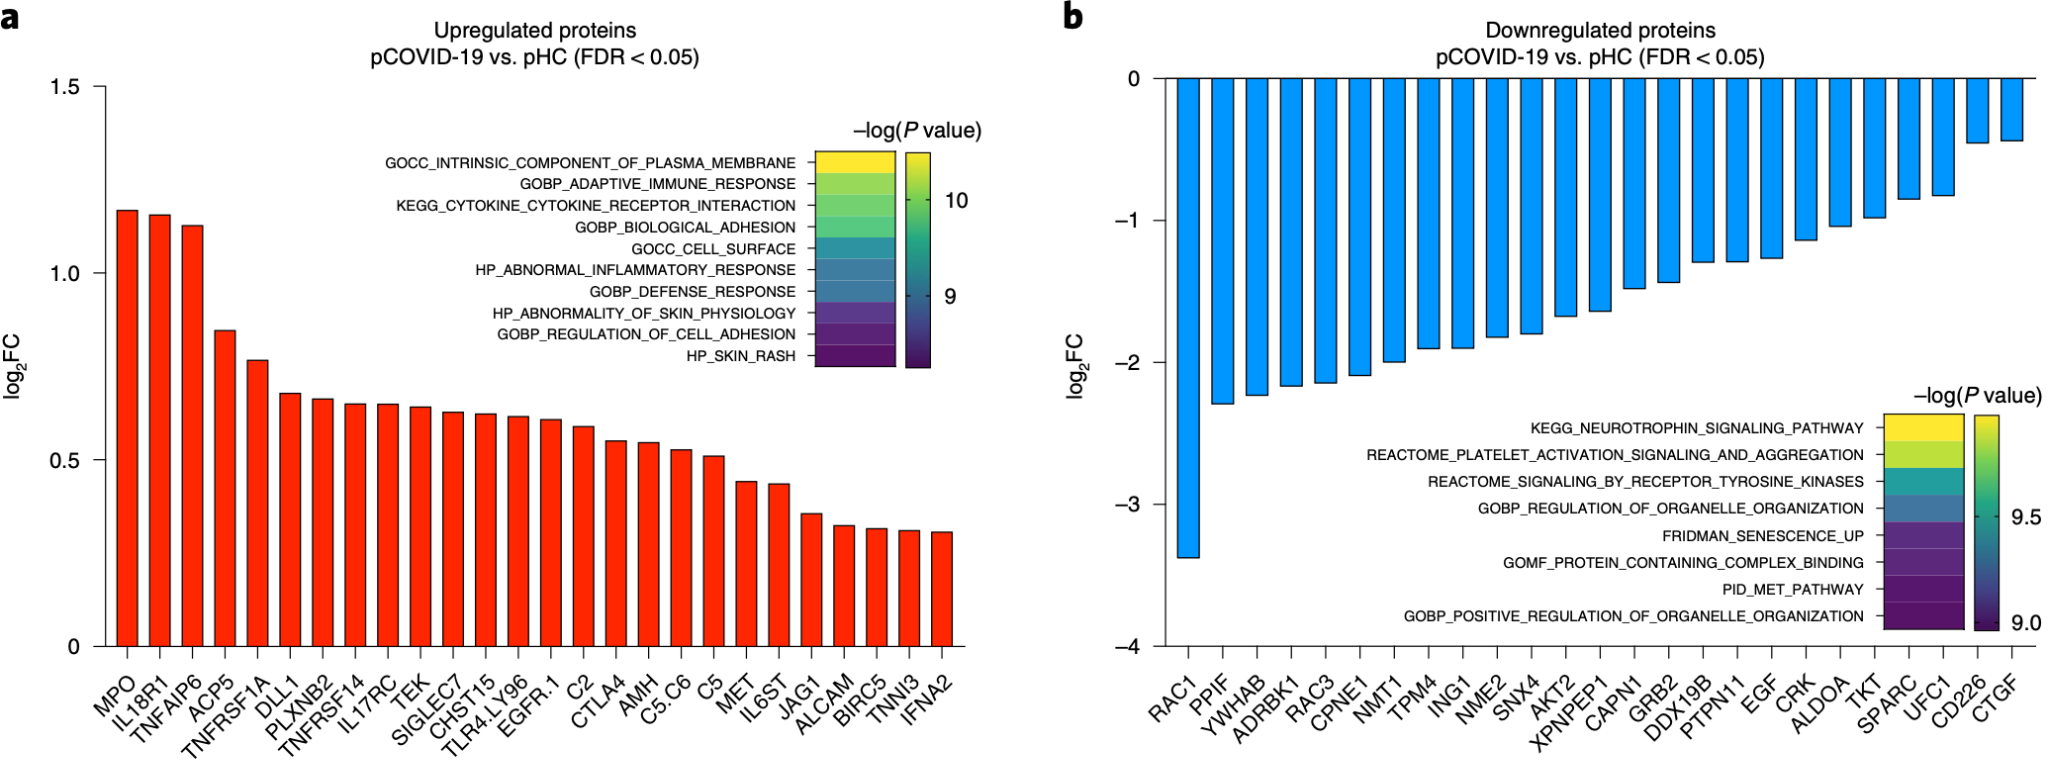 a
Upregulated proteins
pCOVID-19 vs. pHC (FDR < 0.05)
log2FC
1.5
1.0
0.5
0
–log(P value)
GOCC_INTRINSIC_COMPONENT_OF_PLASMA_MEMBRANE
GOBP_ADAPTIVE_IMMUNE_RESPONSE
KEGG_CYTOKINE_CYTOKINE_RECEPTOR_INTERACTION
GOBP_BIOLOGICAL_ADHESION
GOCC_CELL_SURFACE
HP_ABNORMAL_INFLAMMATORY_RESPONSE
GOBP_DEFENSE_RESPONSE
HP_ABNORMALITY_OF_SKIN_PHYSIOLOGY
GOBP_REGULATION_OF_CELL_ADHESION
HP_SKIN_RASH
10
9
MPO
IL18R1
TNFAIP6
ACP5
TNFRSF1A
DLL1
PLXNB2
TNFRSF14
IL17RC
TEK
SIGLEC7
CHST15
TLR4.LY96
EGFR.1
C2
CTLA4
AMH
C5.C6
C5
MET
IL6ST
JAG1
ALCAM
BIRC5
TNNI3
IFNA2
b
Downregulated proteins
pCOVID-19 vs. pHC (FDR < 0.05)
log2FC
0
–1
–2
–3
–4
–log(P value)
KEGG_NEUROTROPHIN_SIGNALING_PATHWAY
REACTOME_PLATELET_ACTIVATION_SIGNALING_AND_AGGREGATION
REACTOME_SIGNALING_BY_RECEPTOR_TYROSINE_KINASES
GOBP_REGULATION_OF_ORGANELLE_ORGANIZATION
FRIDMAN_SENESCENCE_UP
GOMF_PROTEIN_CONTAINING_COMPLEX_BINDING
PID_MET_PATHWAY
GOBP_POSITIVE_REGULATION_OF_ORGANELLE_ORGANIZATION
9.5
9.0
RAC1
PPIF
YWHAB
ADRBK1
RAC3
CPNE1
NMT1
TPM4
ING1
NME2
SNX4
AKT2
XPNPEP1
CAPN1
GRB2
DDX19B
PTPN11
EGF
CRK
ALDOA
TKT
SPARC
UFC1
CD226
CTGF